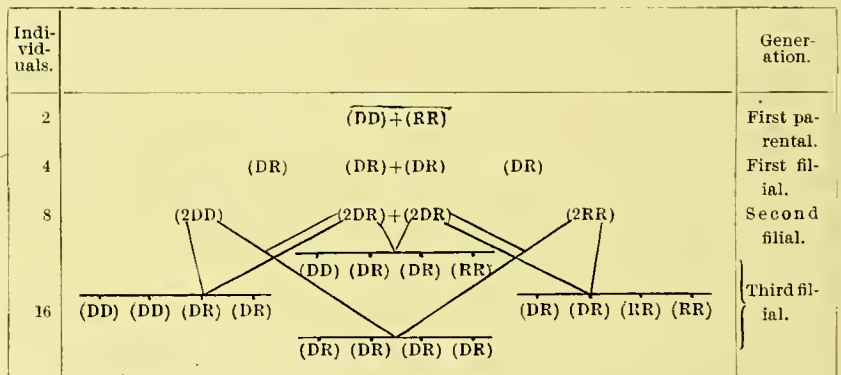 Indi-
vid-
uals.
Gener-
ation.
2 (DD)+(RR) First pa-
rental.
4 (DR) (DR)+(DR) (DR) First fil-
ial.
8 (2DD) (2DR)+(2DR) (2RR) Second
filial.
(DD) (DR) (DR) (RR)
16 (DD) (DD) (DR) (DR) (DR) (DR) (RR) (RR) Third fil-
ial.
(DR) (DR) (DR) (DR)